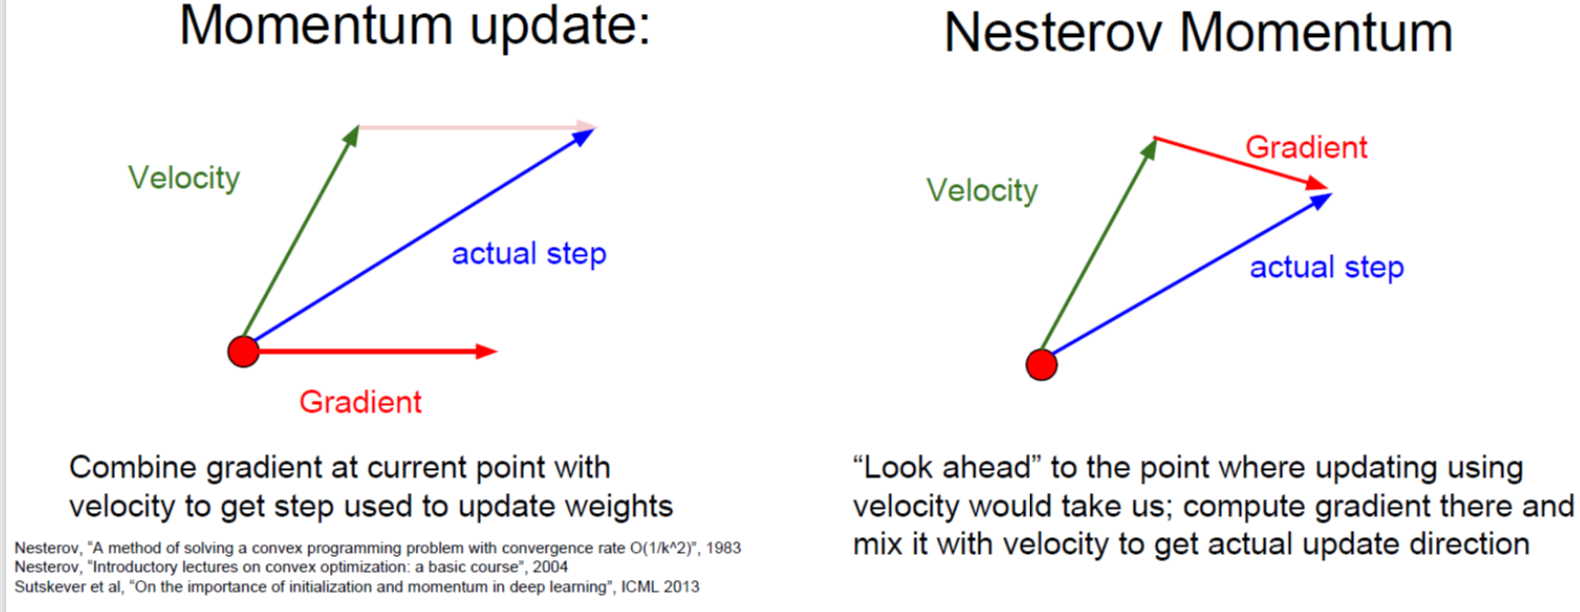 Momentum update:
Velocity
actual step
Gradient
Combine gradient at current point with
velocity to get step used to update weights
Nesterov, “A method of solving a convex programming problem with convergence rate O(1/k^2)”, 1983
Nesterov, “Introductory lectures on convex optimization: a basic course”, 2004
Sutskever et al, “On the importance of initialization and momentum in deep learning”, ICML 2013
Nesterov Momentum
Gradient
Velocity
actual step
“Look ahead” to the point where updating using
velocity would take us; compute gradient there and
mix it with velocity to get actual update direction